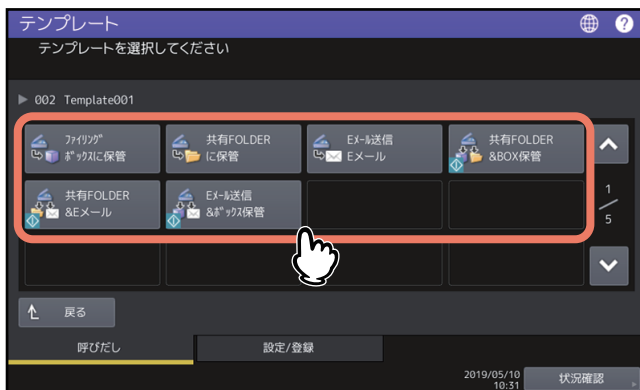 テンプレート
?
テンプレートを選択してください
002 Template001
ﾌｧｲﾘﾝｸﾞ
ﾎﾞｯｸｽに保管
共有FOLDER
に保管
Eﾒｰﾙ送信
Eメール
共有FOLDER
&BOX保管
共有FOLDER
&Eメール
Eﾒｰﾙ送信
&ﾎﾞｯｸｽ保管
1
5
戻る
呼びだし
設定/登録
2019/05/10
10:31
状況確認